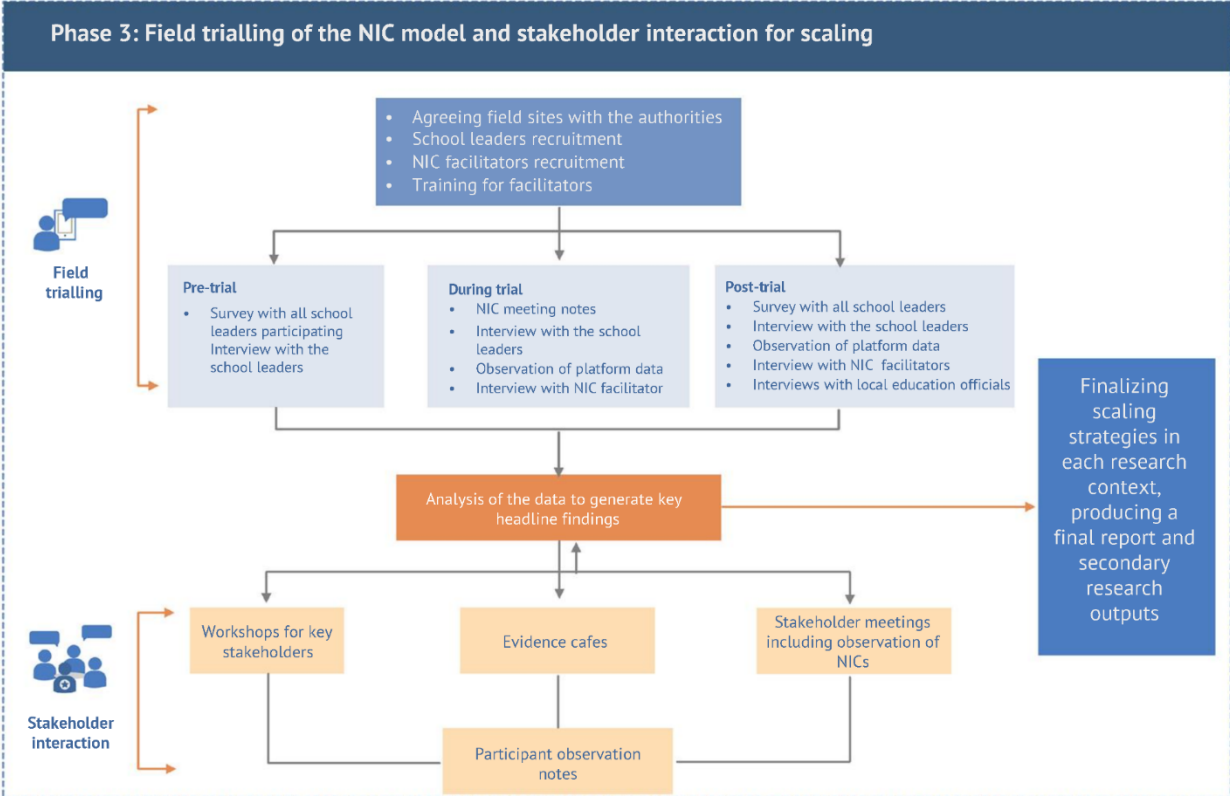 Phase 3: Field trialling of the NIC model and stakeholder interaction for scaling
• Agreeing field sites with the authorities
• School leaders recruitment
• NIC facilitators recruitment
• Training for facilitators
Field
trialling
Pre-trial
• Survey with all school
leaders participating
Interview with the
school leaders
During trial
• NIC meeting notes
• Interview with the school
leaders
• Observation of platform data
• Interview with NIC facilitator
Post-trial
• Survey with all school leaders
• Interview with the school leaders
• Observation of platform data
• Interview with NIC facilitators
• Interviews with local education officials
Analysis of the data to generate key
headline findings
Finalizing
scaling
strategies in
each research
context,
producing a
final report and
secondary
research
outputs
Stakeholder
interaction
Workshops for key
stakeholders
Evidence cafes
Stakeholder meetings
including observation of
NICs
Participant observation
notes